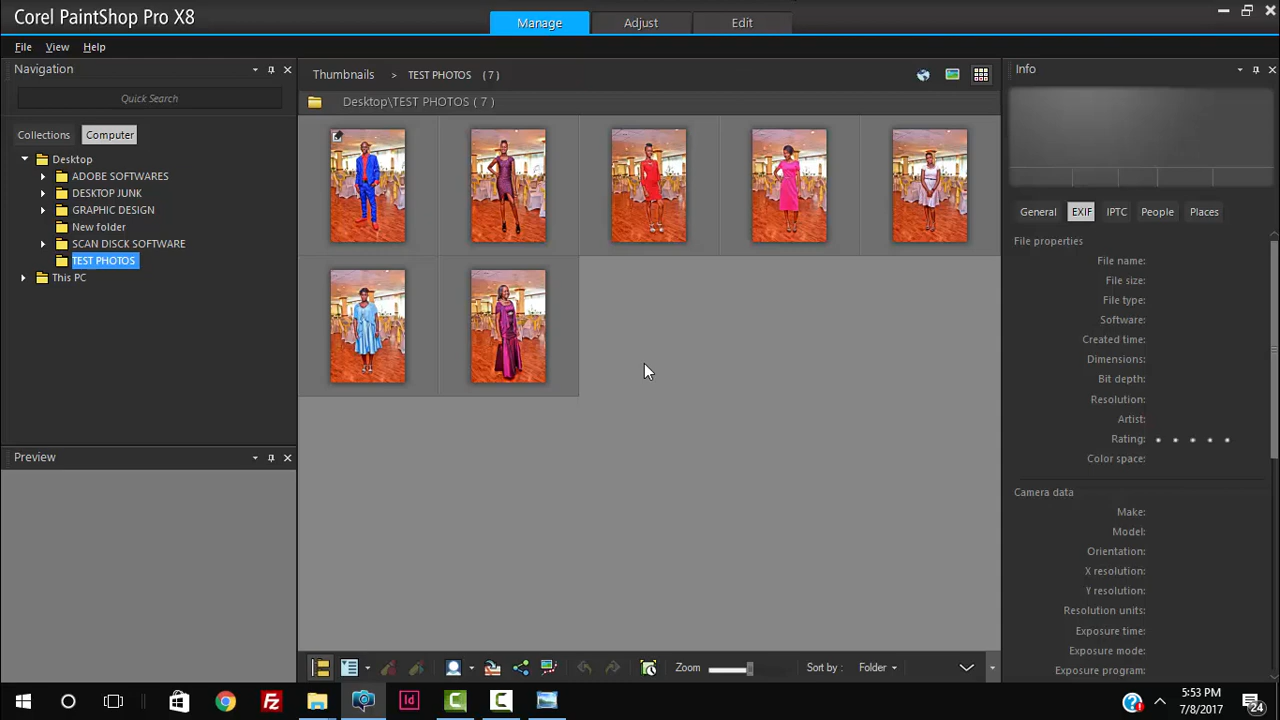 Corel PaintShop Pro X8
Manage
Adjust
Edit
File
View
Help
Navigation
Quick Search
Collections
Computer
Desktop
ADOBE SOFTWARES
DESKTOP JUNK
GRAPHIC DESIGN
New folder
SCAN DISCK SOFTWARE
TEST PHOTOS
This PC
Preview
Thumbnails > TEST PHOTOS (7)
Desktop\TEST PHOTOS ( 7 )
Zoom
Sort by :
Folder
Info
General
EXIF
IPTC
People
Places
File properties
File name:
File size:
File type:
Software:
Created time:
Dimensions:
Bit depth:
Resolution:
Artist:
Rating:
Color space:
Camera data
Make:
Model:
Orientation:
X resolution:
Y resolution:
Resolution units:
Exposure time:
Exposure mode:
Exposure program:
Id
5:53 PM
7/8/2017
24